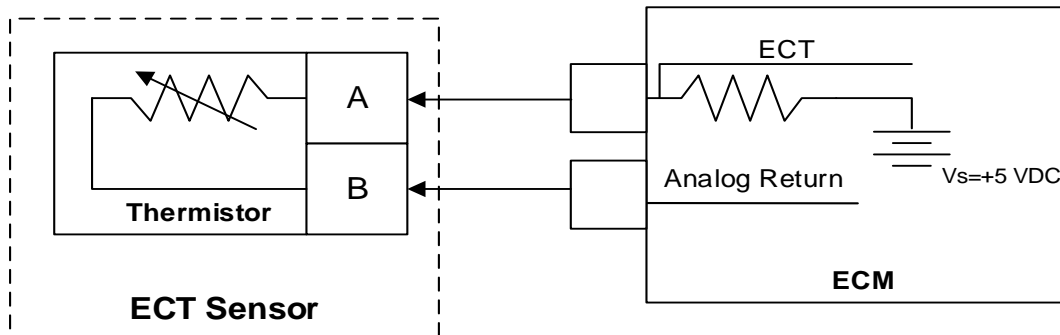 A
B
Thermistor
ECT Sensor
ECT
Analog Return
Vs=+5 VDC
ECM